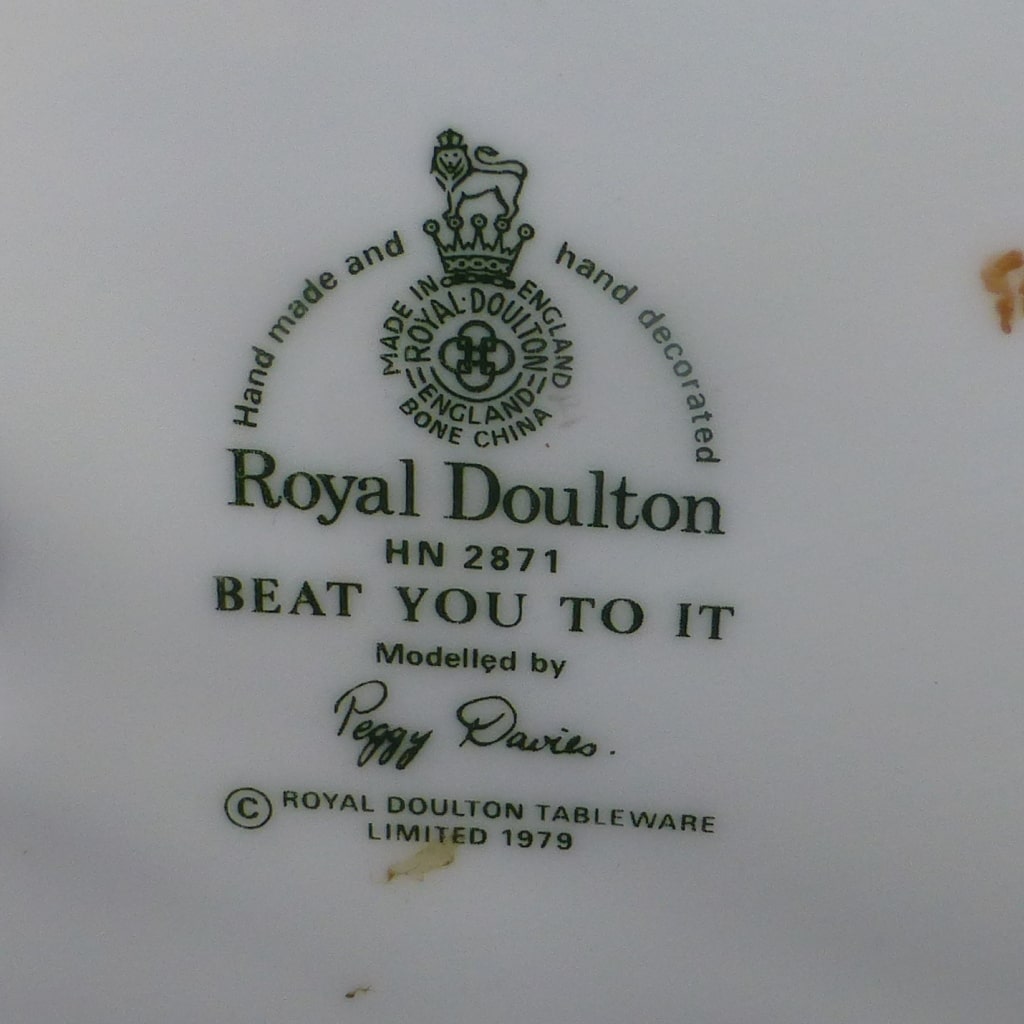 Hand made and hand decorated
MADE IN ENGLAND
ROYAL·DOULTON
ENGLAND
BONE CHINA
Royal Doulton
HN 2871
BEAT YOU TO IT
Modelled by
Peggy Davies.
© ROYAL DOULTON TABLEWARE
LIMITED 1979